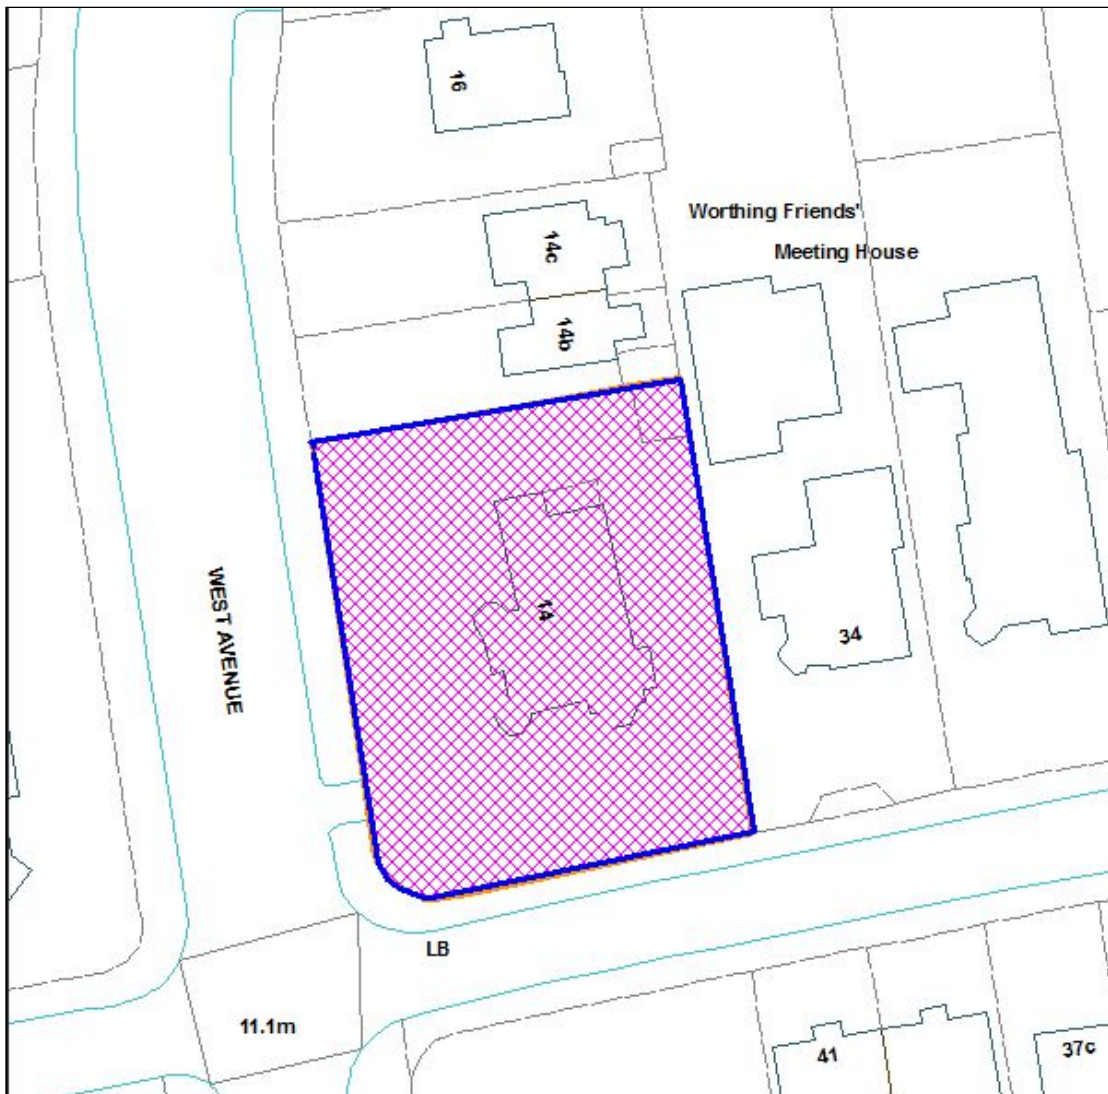 16
Worthing Friends'
14c
Meeting House
14b
WEST AVENUE
14
34
LB
11.1m
41
37c